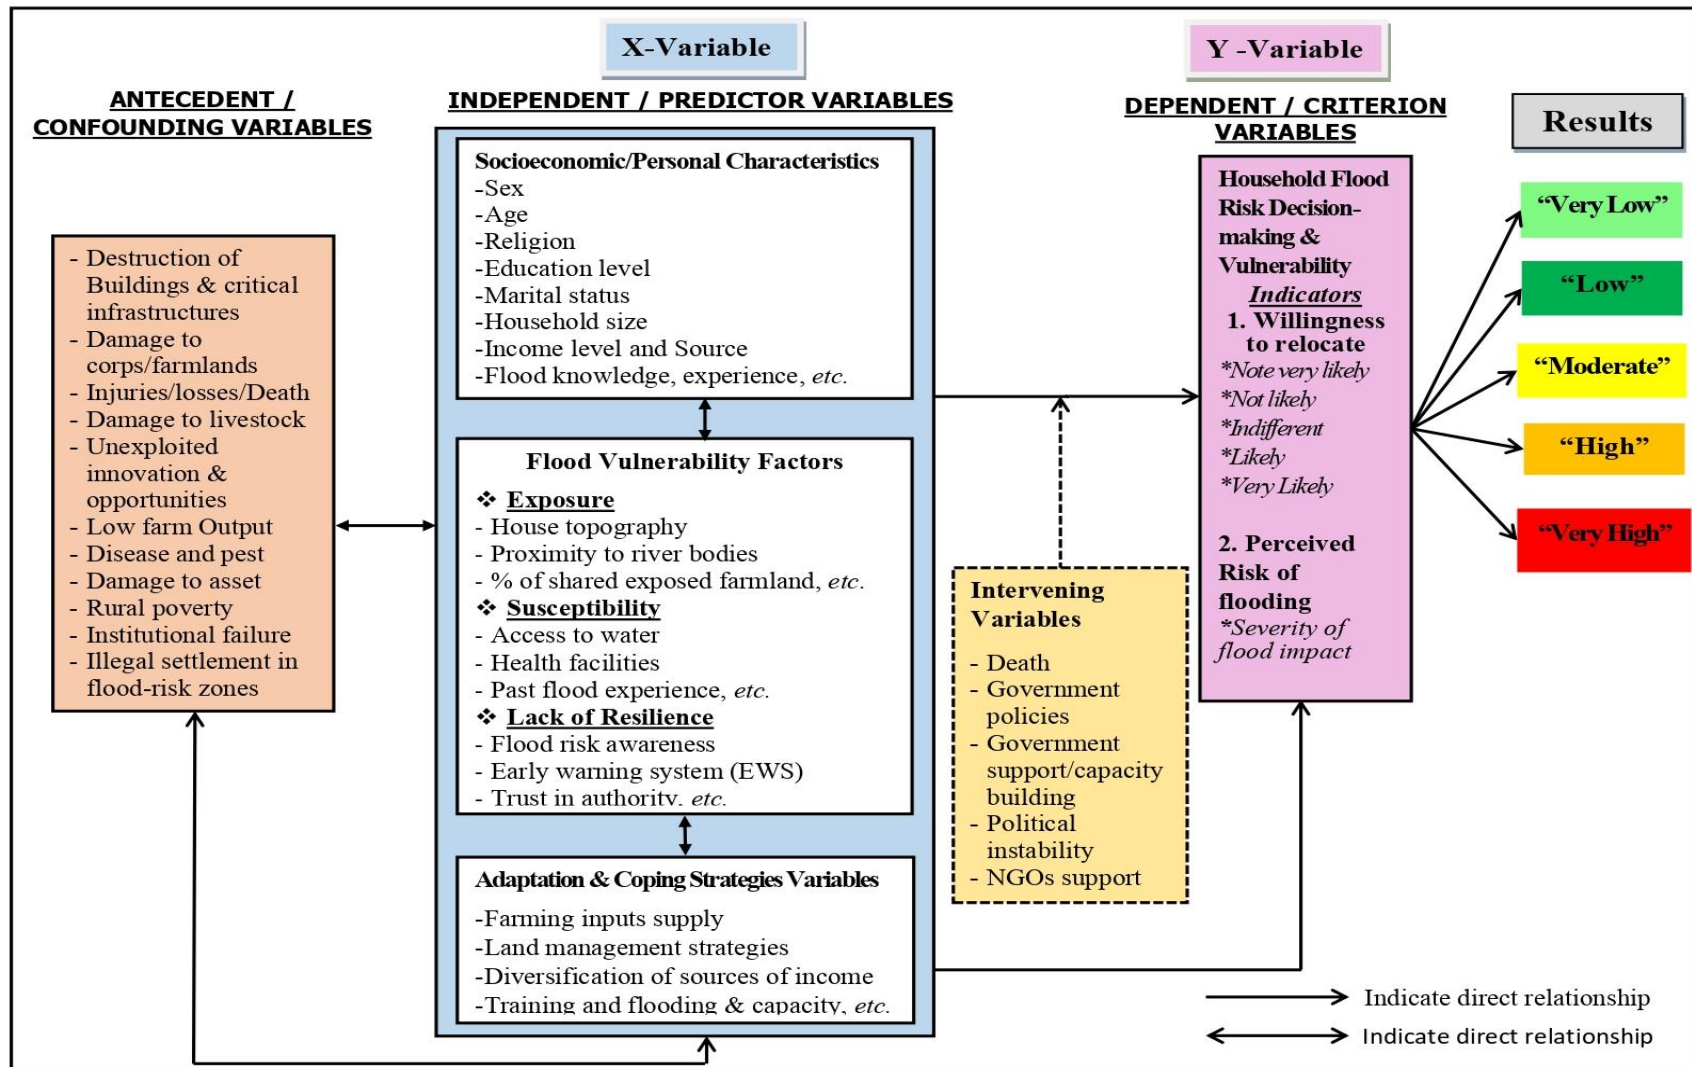 X-Variable
Y -Variable
ANTECEDENT /
CONFOUNDING VARIABLES
INDEPENDENT / PREDICTOR VARIABLES
DEPENDENT / CRITERION
VARIABLES
Results
- Destruction of
Buildings & critical
infrastructures
- Damage to
corps/farmlands
- Injuries/losses/Death
- Damage to livestock
- Unexploited
innovation &
opportunities
- Low farm Output
- Disease and pest
- Damage to asset
- Rural poverty
- Institutional failure
- Illegal settlement in
flood-risk zones
Socioeconomic/Personal Characteristics
-Sex
-Age
-Religion
-Education level
-Marital status
-Household size
-Income level and Source
-Flood knowledge, experience, etc.
Flood Vulnerability Factors
❖ Exposure
- House topography
- Proximity to river bodies
- % of shared exposed farmland, etc.
❖ Susceptibility
- Access to water
- Health facilities
- Past flood experience, etc.
❖ Lack of Resilience
- Flood risk awareness
- Early warning system (EWS)
- Trust in authority, etc.
Adaptation & Coping Strategies Variables
-Farming inputs supply
-Land management strategies
-Diversification of sources of income
-Training and flooding & capacity, etc.
Intervening
Variables
- Death
- Government
policies
- Government
support/capacity
building
- Political
instability
- NGOs support
Household Flood
Risk Decision-
making &
Vulnerability
Indicators
1. Willingness
to relocate
*Note very likely
*Not likely
*Indifferent
*Likely
*Very Likely
2. Perceived
Risk of
flooding
*Severity of
flood impact
“Very Low”
“Low”
“Moderate”
“High”
“Very High”
Indicate direct relationship
Indicate direct relationship